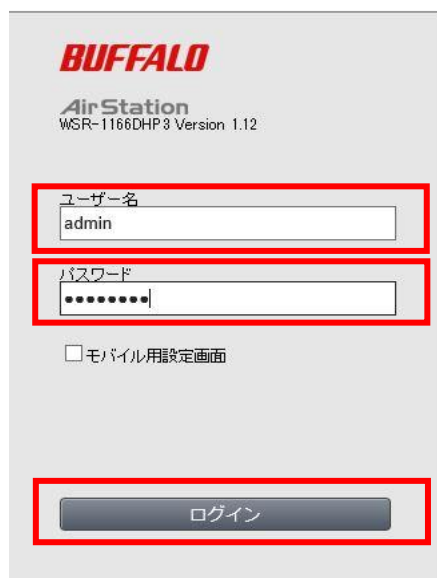 BUFFALO
AirStation
WSR-1166DHP3 Version 1.12
ユーザー名
admin
パスワード
••••••••
モバイル用設定画面
ログイン